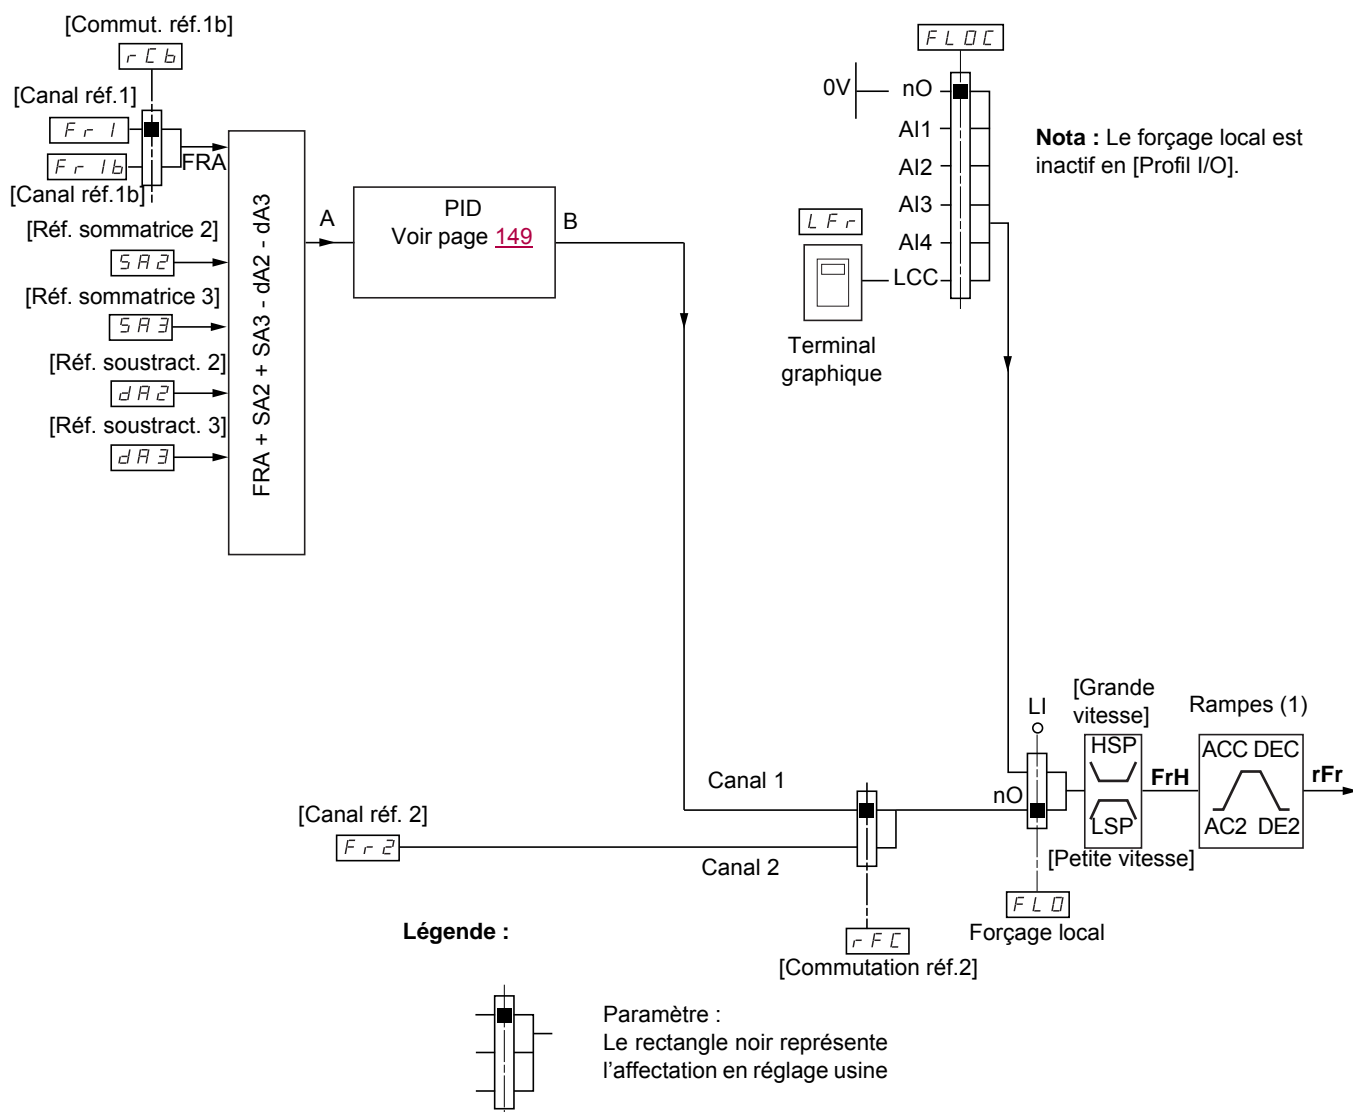 [Commut. réf.1b]
rCb
[Canal réf.1]
Fr1
Fr1b
FRA
[Canal réf.1b]
[Réf. sommatrice 2]
SA2
[Réf. sommatrice 3]
SA3
[Réf. soustract. 2]
dA2
[Réf. soustract. 3]
dA3
FRA + SA2 + SA3 - dA2 - dA3
A
PID
Voir page 149
B
FLOC
0V
nO
AI1
AI2
AI3
AI4
LCC
LFr
Terminal
graphique
Nota : Le forçage local est
inactif en [Profil I/O].
Canal 1
[Canal réf. 2]
Fr2
Canal 2
rFC
[Commutation réf.2]
LI
nO
FLO
Forçage local
[Grande
vitesse]
HSP
LSP
[Petite vitesse]
FrH
Rampes (1)
ACC DEC
AC2 DE2
rFr
Légende :
Paramètre :
Le rectangle noir représente
l'affectation en réglage usine